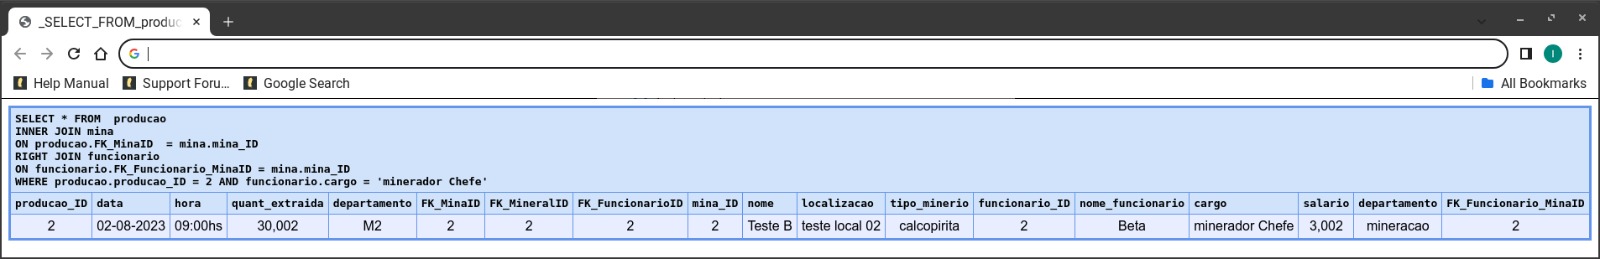 _SELECT_FROM_produc
Help Manual Support Foru... Google Search All Bookmarks
SELECT * FROM  producao
INNER JOIN mina
ON producao.FK_MinaID  = mina.mina_ID
RIGHT JOIN funcionario
ON funcionario.FK_Funcionario_MinaID = mina.mina_ID
WHERE producao.producao_ID = 2 AND funcionario.cargo = 'minerador Chefe'
producao_ID data hora quant_extraida departamento FK_MinaID FK_MineralID FK_FuncionarioID mina_ID nome localizacao tipo_minerio funcionario_ID nome_funcionario cargo salario departamento FK_Funcionario_MinaID
2 02-08-2023 09:00hs 30,002 M2 2 2 2 2 Teste B teste local 02 calcopirita 2 Beta minerador Chefe 3,002 mineracao 2